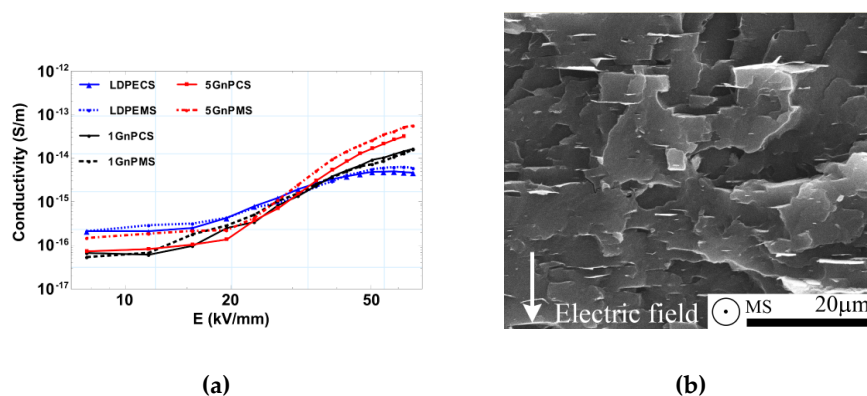 10⁻¹²
10⁻¹³
10⁻¹⁴
10⁻¹⁵
10⁻¹⁶
10⁻¹⁷
Conductivity (S/m)
LDPECS 5GnPCS
LDPEMS 5GnPMS
1GnPCS
1GnPMS
10 20 50
E (kV/mm)
(a)
Electric field MS 20μm
(b)